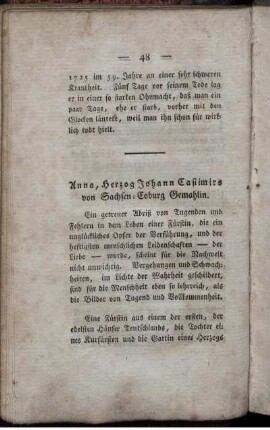 — 48 —
1725 im 59. Jahre an einer sehr schweren
Krankheit. Fünf Tage vor seinem Tode lag
er in einer so starken Ohnmacht, daß man ein
paar Tage, ehe er starb, vorher mit den
Glocken läutete, weil man ihn schon für wirk-
lich todt hielt.
Anna, Herzog Johann Casimirs
von Sachsen-Coburg Gemahlin.
Ein getreuer Abriß von Tugenden und
Fehlern in dem Leben einer Fürstin, die ein
unglückliches Opfer der Verführung, und der
heftigsten menschlichen Leidenschaften — der
Liebe — wurde, scheint für die Nachwelt
nicht unwichtig. Vergehungen und Schwach-
heiten, im Lichte der Wahrheit geschildert,
sind für die Menschheit eben so lehrreich, als
die Bilder von Tugend und Vollkommenheit.
Eine Fürstin aus einem der ersten, der
edelsten Häuser Teutschlands, die Tochter ei-
nes Kurfürsten und die Gattin eines Herzogs